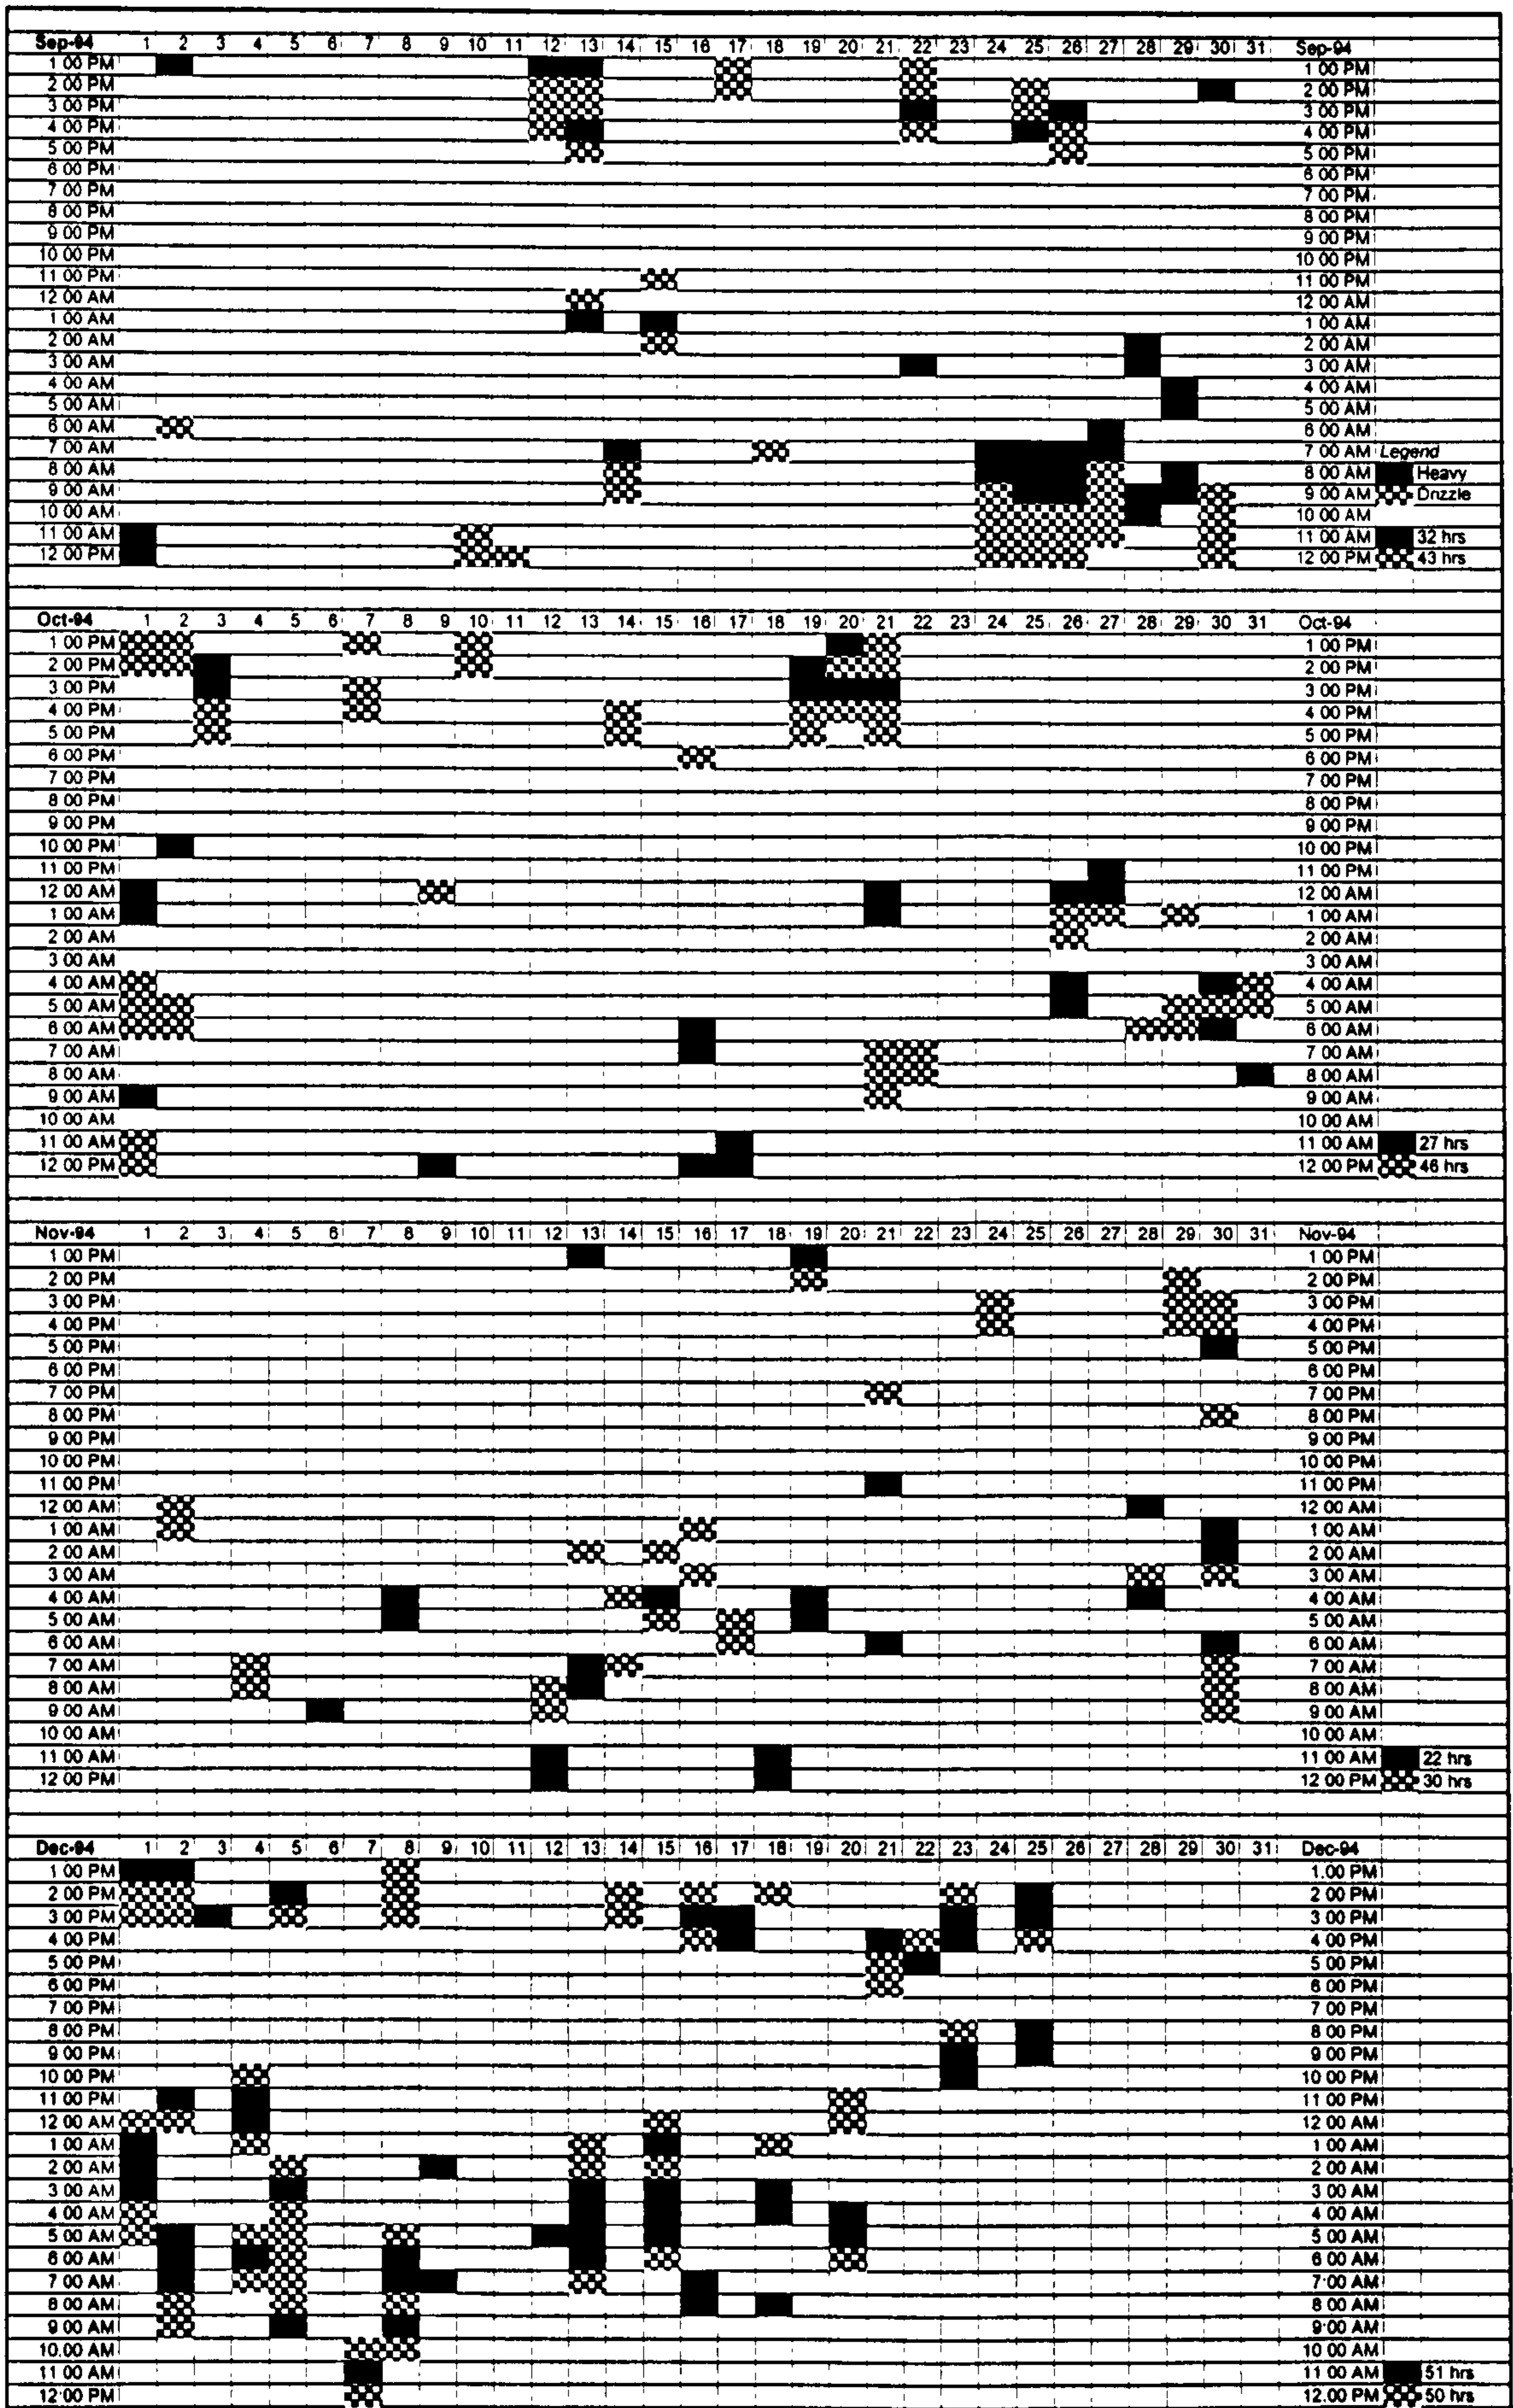 Sep-94 1 2 3 4 5 6 7 8 9 10 11 12 13 14 15 16 17 18 19 20 21 22 23 24 25 26 27 28 29 30 31 Sep-94
1 00 PM 1 00 PM
2 00 PM 2 00 PM
3 00 PM 3 00 PM
4 00 PM 4 00 PM
5 00 PM 5 00 PM
6 00 PM 6 00 PM
7 00 PM 7 00 PM
8 00 PM 8 00 PM
9 00 PM 9 00 PM
10 00 PM 10 00 PM
11 00 PM 11 00 PM
12 00 AM 12 00 AM
1 00 AM 1 00 AM
2 00 AM 2 00 AM
3 00 AM 3 00 AM
4 00 AM 4 00 AM
5 00 AM 5 00 AM
6 00 AM 6 00 AM
7 00 AM 7 00 AM Legend
8 00 AM 8 00 AM Heavy
9 00 AM 9 00 AM Drizzle
10 00 AM 10 00 AM
11 00 AM 11 00 AM 32 hrs
12 00 PM 12 00 PM 43 hrs
Oct-94 1 2 3 4 5 6 7 8 9 10 11 12 13 14 15 16 17 18 19 20 21 22 23 24 25 26 27 28 29 30 31 Oct-94
1 00 PM 1 00 PM
2 00 PM 2 00 PM
3 00 PM 3 00 PM
4 00 PM 4 00 PM
5 00 PM 5 00 PM
6 00 PM 6 00 PM
7 00 PM 7 00 PM
8 00 PM 8 00 PM
9 00 PM 9 00 PM
10 00 PM 10 00 PM
11 00 PM 11 00 PM
12 00 AM 12 00 AM
1 00 AM 1 00 AM
2 00 AM 2 00 AM
3 00 AM 3 00 AM
4 00 AM 4 00 AM
5 00 AM 5 00 AM
6 00 AM 6 00 AM
7 00 AM 7 00 AM
8 00 AM 8 00 AM
9 00 AM 9 00 AM
10 00 AM 10 00 AM
11 00 AM 11 00 AM 27 hrs
12 00 PM 12 00 PM 46 hrs
Nov-94 1 2 3 4 5 6 7 8 9 10 11 12 13 14 15 16 17 18 19 20 21 22 23 24 25 26 27 28 29 30 31 Nov-94
1 00 PM 1 00 PM
2 00 PM 2 00 PM
3 00 PM 3 00 PM
4 00 PM 4 00 PM
5 00 PM 5 00 PM
6 00 PM 6 00 PM
7 00 PM 7 00 PM
8 00 PM 8 00 PM
9 00 PM 9 00 PM
10 00 PM 10 00 PM
11 00 PM 11 00 PM
12 00 AM 12 00 AM
1 00 AM 1 00 AM
2 00 AM 2 00 AM
3 00 AM 3 00 AM
4 00 AM 4 00 AM
5 00 AM 5 00 AM
6 00 AM 6 00 AM
7 00 AM 7 00 AM
8 00 AM 8 00 AM
9 00 AM 9 00 AM
10 00 AM 10 00 AM
11 00 AM 11 00 AM 22 hrs
12 00 PM 12 00 PM 30 hrs
Dec-94 1 2 3 4 5 6 7 8 9 10 11 12 13 14 15 16 17 18 19 20 21 22 23 24 25 26 27 28 29 30 31 Dec-94
1 00 PM 1.00 PM
2 00 PM 2 00 PM
3 00 PM 3 00 PM
4 00 PM 4 00 PM
5 00 PM 5 00 PM
6 00 PM 6 00 PM
7 00 PM 7 00 PM
8 00 PM 8 00 PM
9 00 PM 9 00 PM
10 00 PM 10 00 PM
11 00 PM 11 00 PM
12 00 AM 12 00 AM
1 00 AM 1 00 AM
2 00 AM 2 00 AM
3 00 AM 3 00 AM
4 00 AM 4 00 AM
5 00 AM 5 00 AM
6 00 AM 6 00 AM
7 00 AM 7:00 AM
8 00 AM 8 00 AM
9 00 AM 9:00 AM
10.00 AM 10 00 AM
11 00 AM 11 00 AM 51 hrs
12:00 PM 12.00 PM 50 hrs